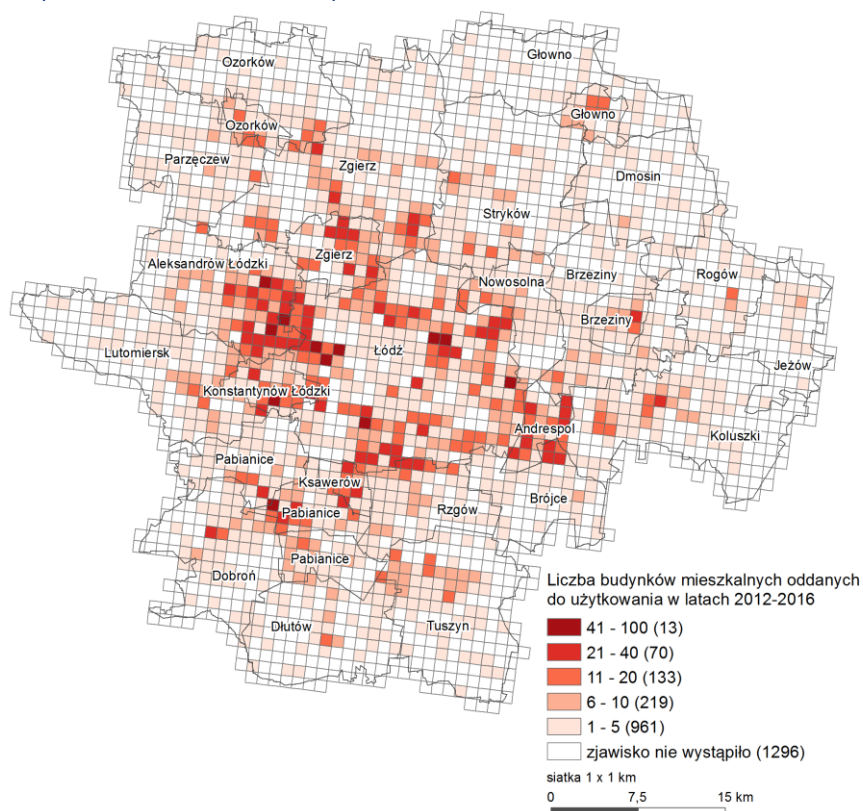 Ozorków
Głowno
Głowno
Ozorków
Parzęczew
Zgierz
Dmosin
Stryków
Zgierz
Aleksandrów Łódzki
Nowosolna
Brzeziny
Rogów
Brzeziny
Łódź
Lutomiersk
Jeżów
Konstantynów Łódzki
Andrespol
Koluszki
Pabianice
Ksawerów
Brójce
Rzgów
Pabianice
Pabianice
Dobroń
Dłutów
Tuszyn
Liczba budynków mieszkalnych oddanych
do użytkowania w latach 2012-2016
41 - 100 (13)
21 - 40 (70)
11 - 20 (133)
6 - 10 (219)
1 - 5 (961)
zjawisko nie wystąpiło (1296)
siatka 1 x 1 km
0 7,5 15 km